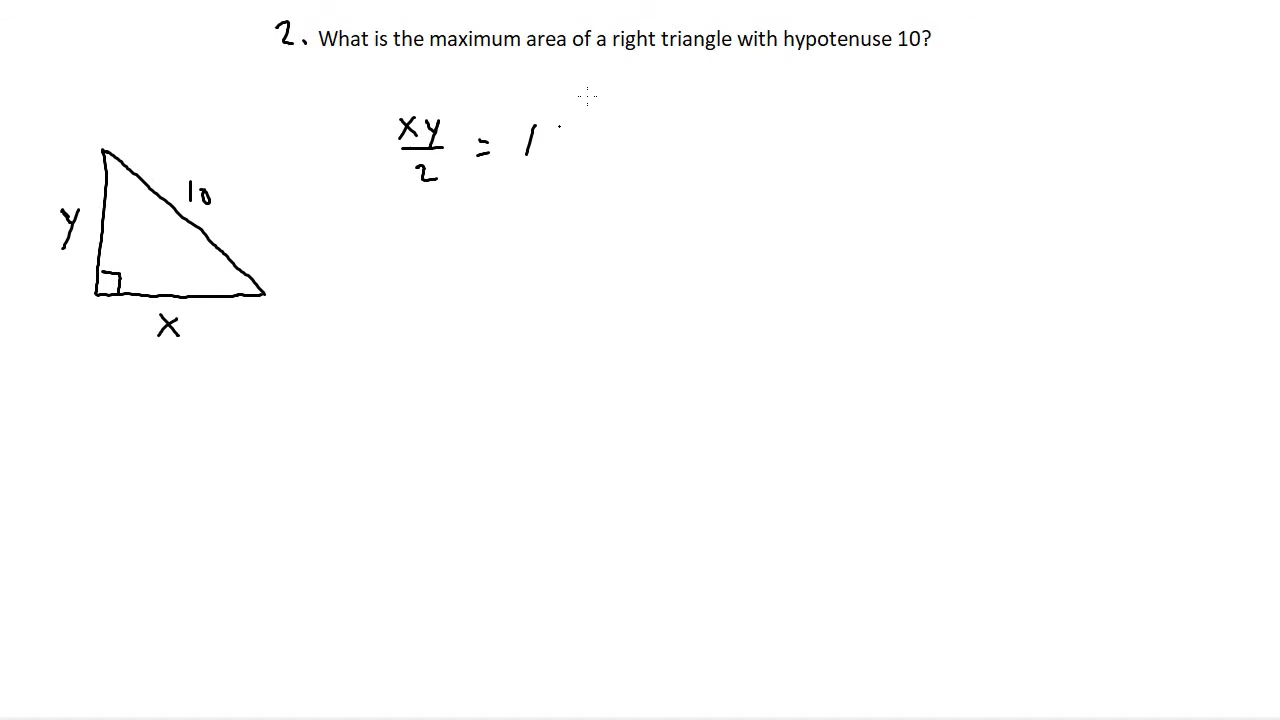 2. What is the maximum area of a right triangle with hypotenuse 10?
xy
2
=
10
y
x